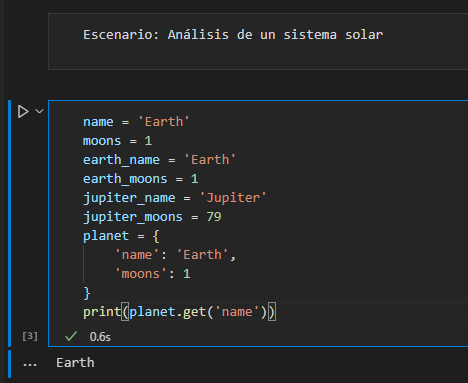 Escenario: Análisis de un sistema solar
name = 'Earth'
moons = 1
earth_name = 'Earth'
earth_moons = 1
jupiter_name = 'Jupiter'
jupiter_moons = 79
planet = {
    'name': 'Earth',
    'moons': 1
}
print(planet.get('name'))
[3] 0.6s
... Earth